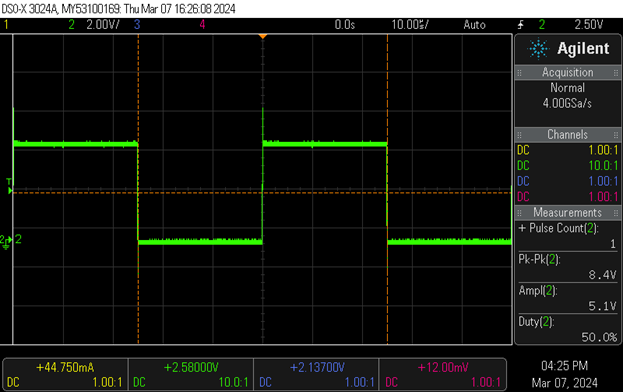 DSO-X 3024A, MY53100169: Thu Mar 07 16:26:08 2024
1 2 2.00V/ 3 4 0.0s 10.00s/ Auto 2 2.50V
Agilent
Acquisition
Normal
4.00GSa/s
Channels
DC 1.00:1
DC 10.0:1
DC 1.00:1
DC 1.00:1
Measurements
+ Pulse Count(2):
1
Pk-Pk(2):
8.4V
Ampl(2):
5.1V
Duty(2):
50.0%
T
2 2
+44.750mA +2.58000V +2.13700V +12.00mV
DC 1.00:1 DC 10.0:1 DC 1.00:1 DC 1.00:1
04:25 PM
Mar 07, 2024